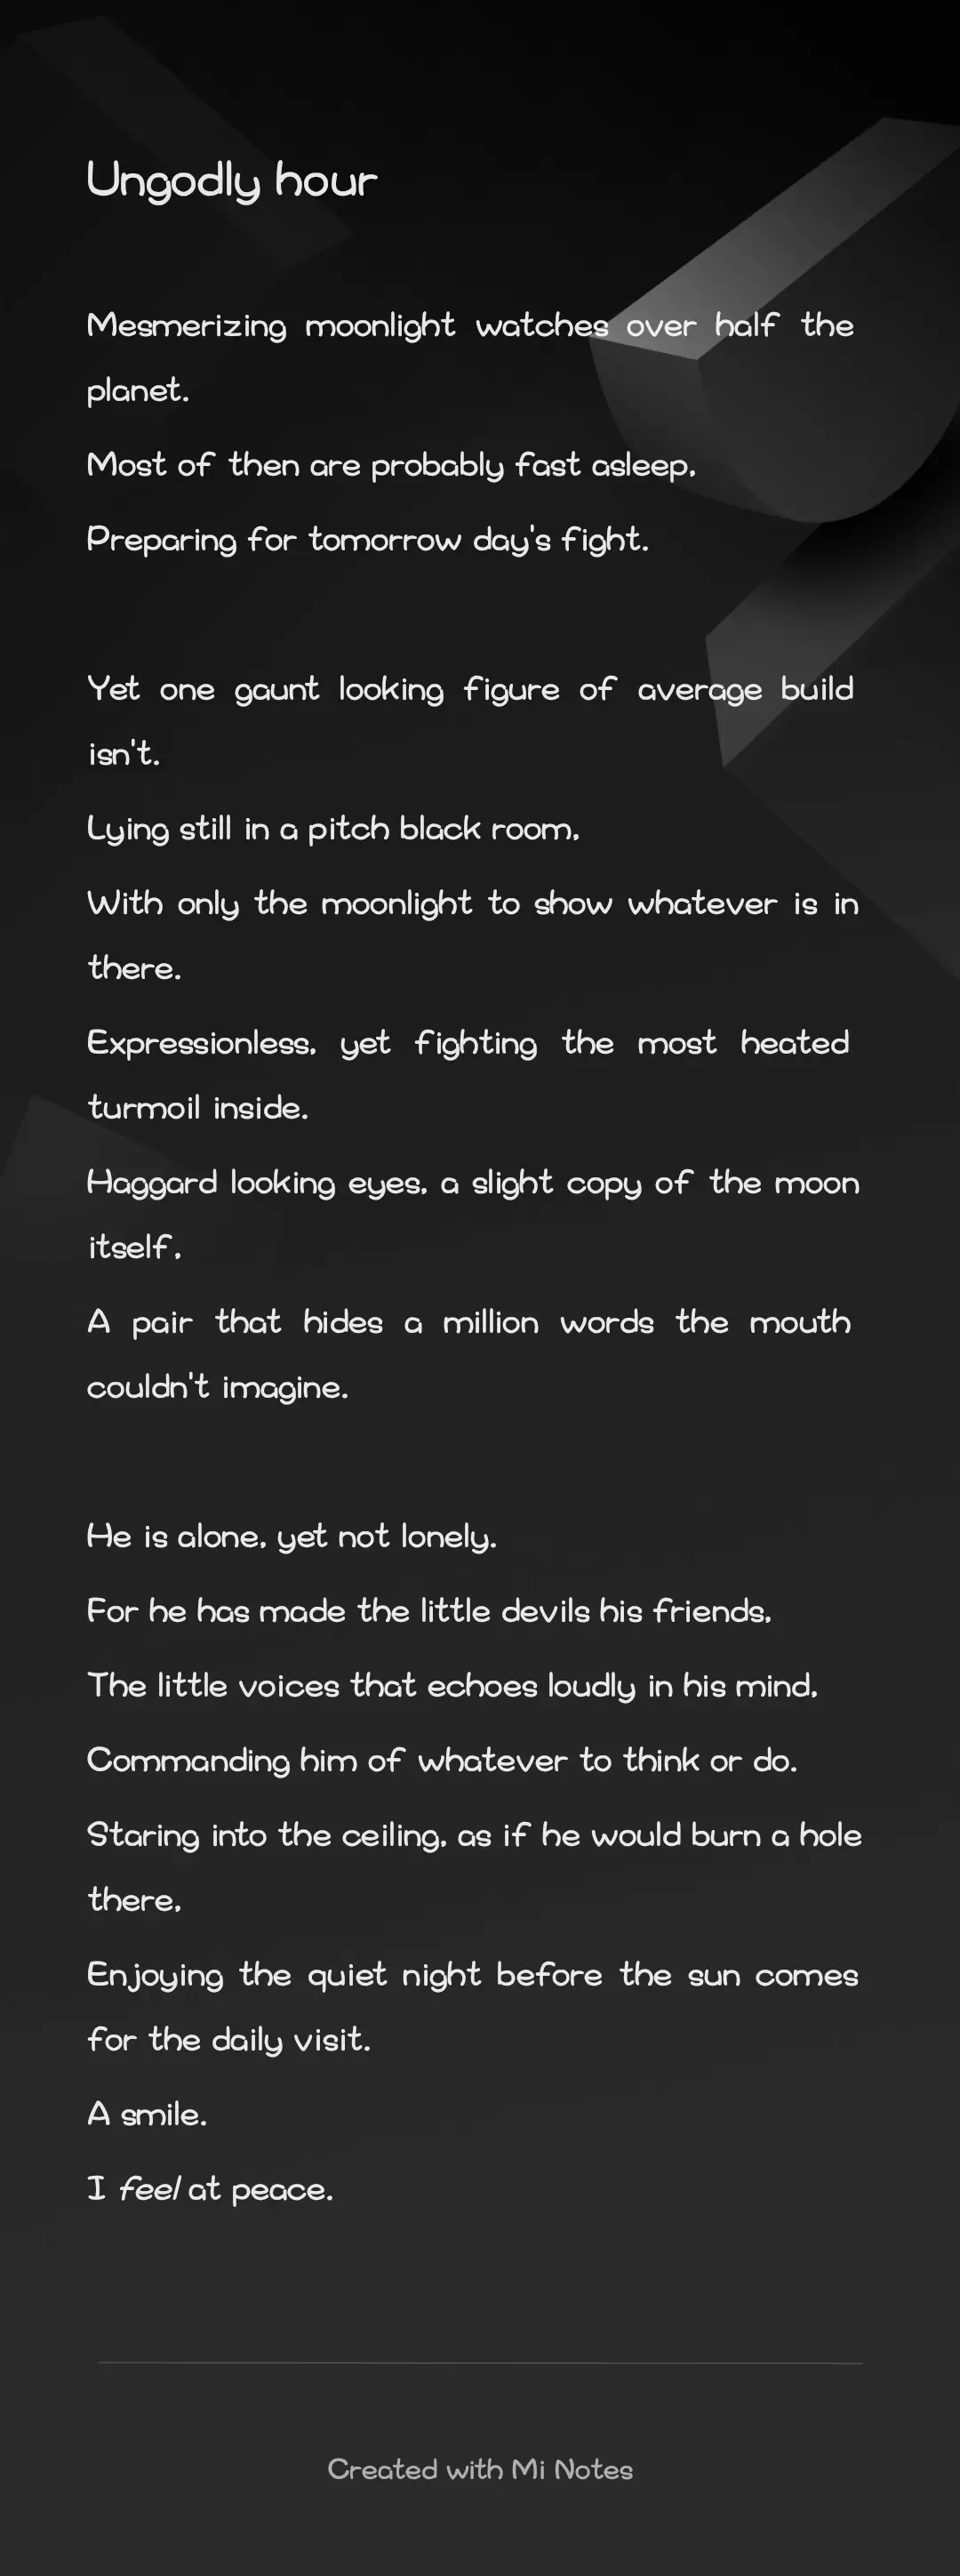 Ungodly hour
Mesmerizing moonlight watches over half the
planet.
Most of then are probably fast asleep,
Preparing for tomorrow day's fight.
Yet one gaunt looking figure of average build
isn't.
Lying still in a pitch black room,
With only the moonlight to show whatever is in
there.
Expressionless, yet fighting the most heated
turmoil inside.
Haggard looking eyes, a slight copy of the moon
itself,
A pair that hides a million words the mouth
couldn't imagine.
He is alone, yet not lonely.
For he has made the little devils his friends,
The little voices that echoes loudly in his mind,
Commanding him of whatever to think or do.
Staring into the ceiling, as if he would burn a hole
there,
Enjoying the quiet night before the sun comes
for the daily visit.
A smile.
I feel at peace.
Created with Mi Notes